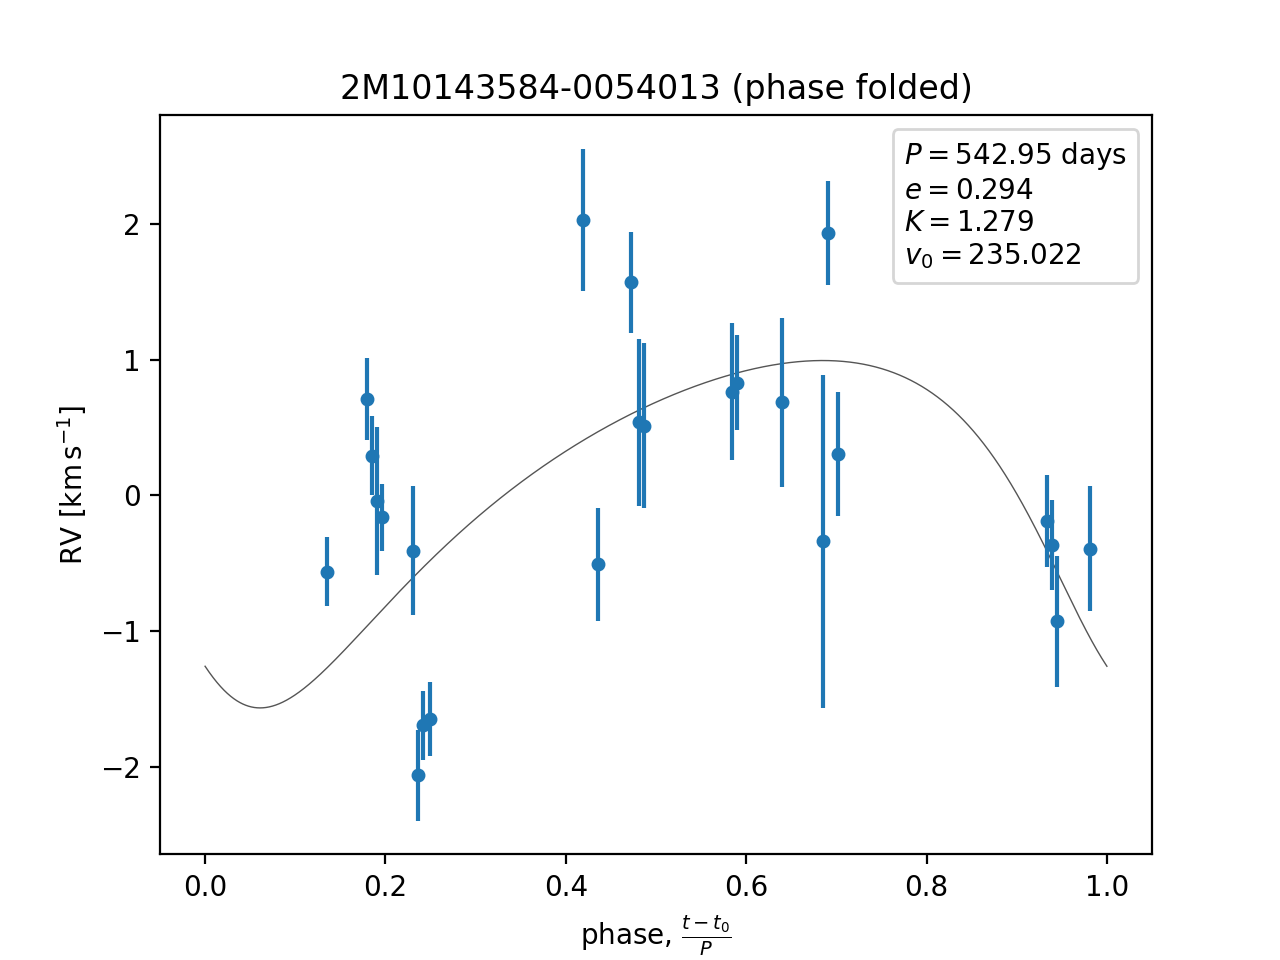 2M10143584-0054013 (phase folded)
P = 542.95 days
e = 0.294
K = 1.279
v₀ = 235.022
RV [km s⁻¹]
2
1
0
−1
−2
0.0 0.2 0.4 0.6 0.8 1.0
phase, (t − t₀)/P